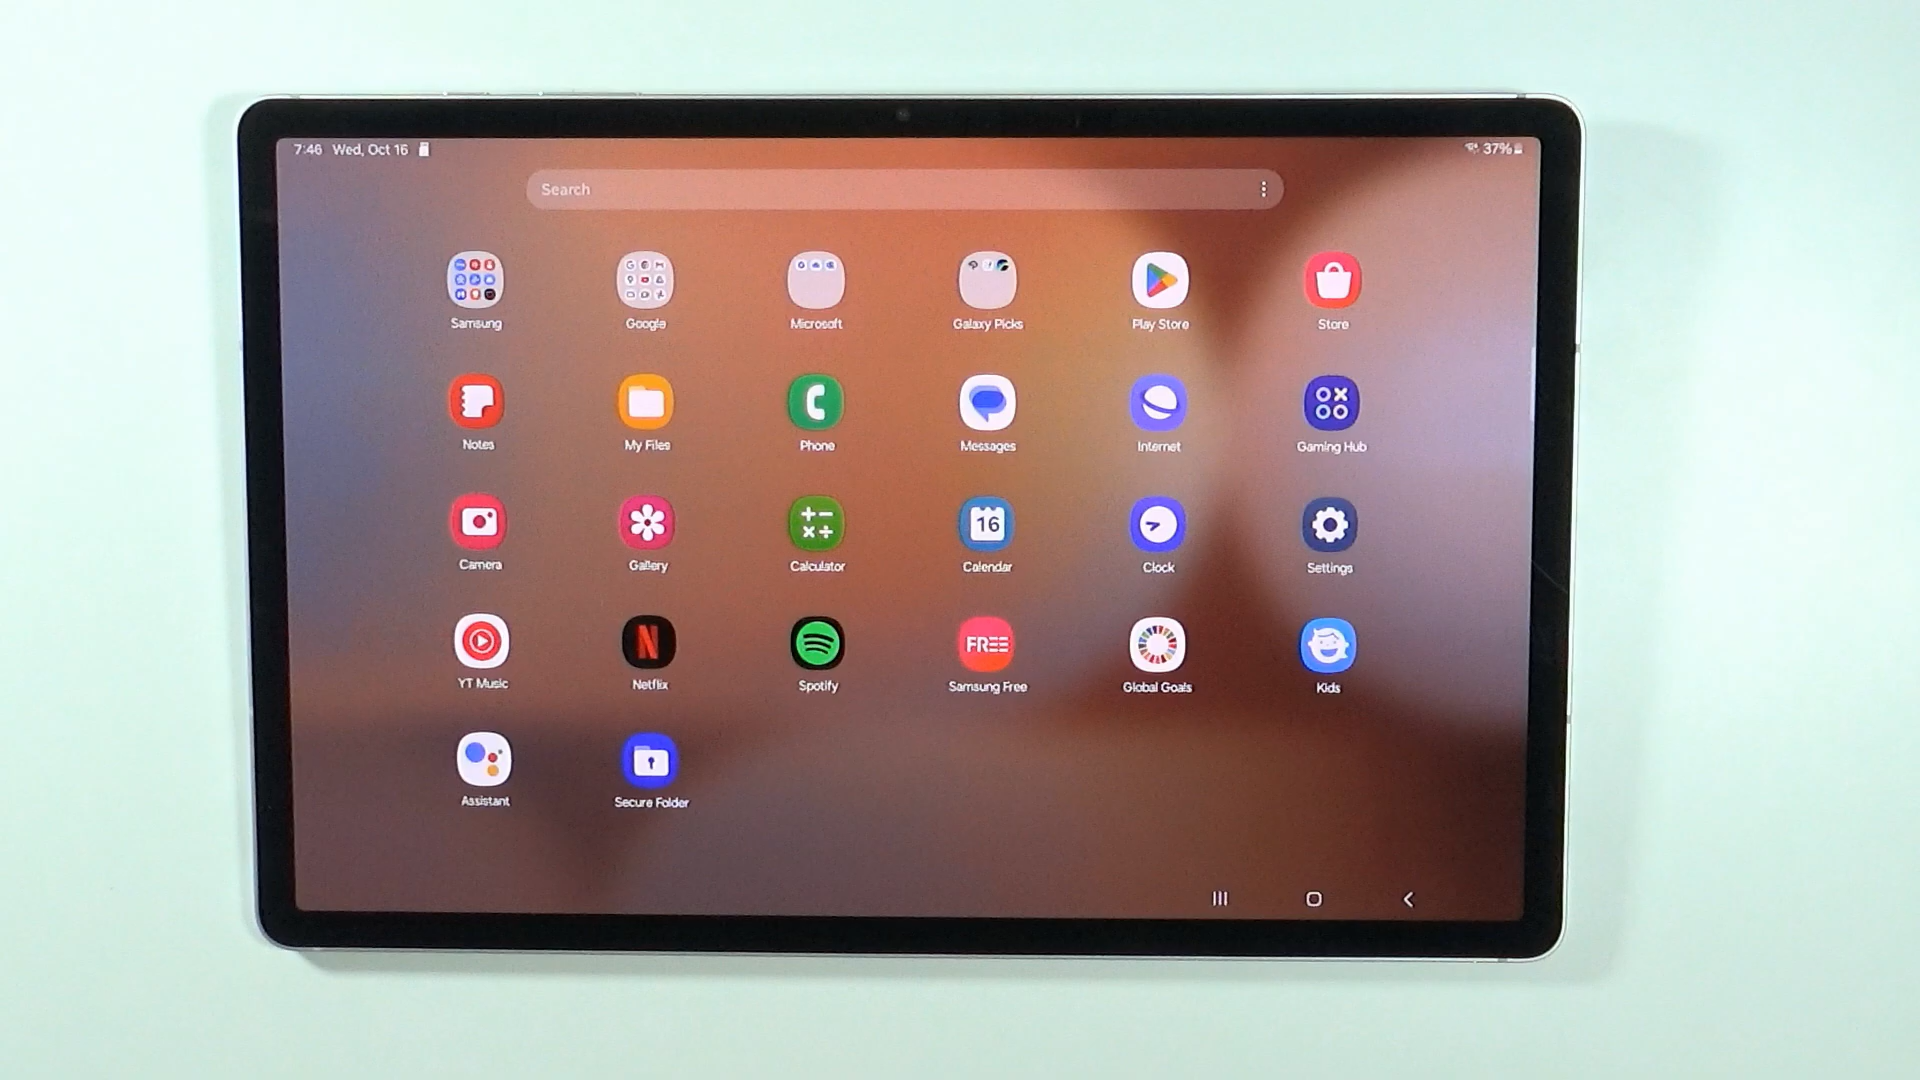 7:46 Wed, Oct 16
37%
Search
Samsung Google Microsoft Galaxy Picks Play Store Store
Notes My Files Phone Messages Internet Gaming Hub
16
Camera Gallery Calculator Calendar Clock Settings
N
FREE
YT Music Netflix Spotify Samsung Free Global Goals Kids
Assistant Secure Folder